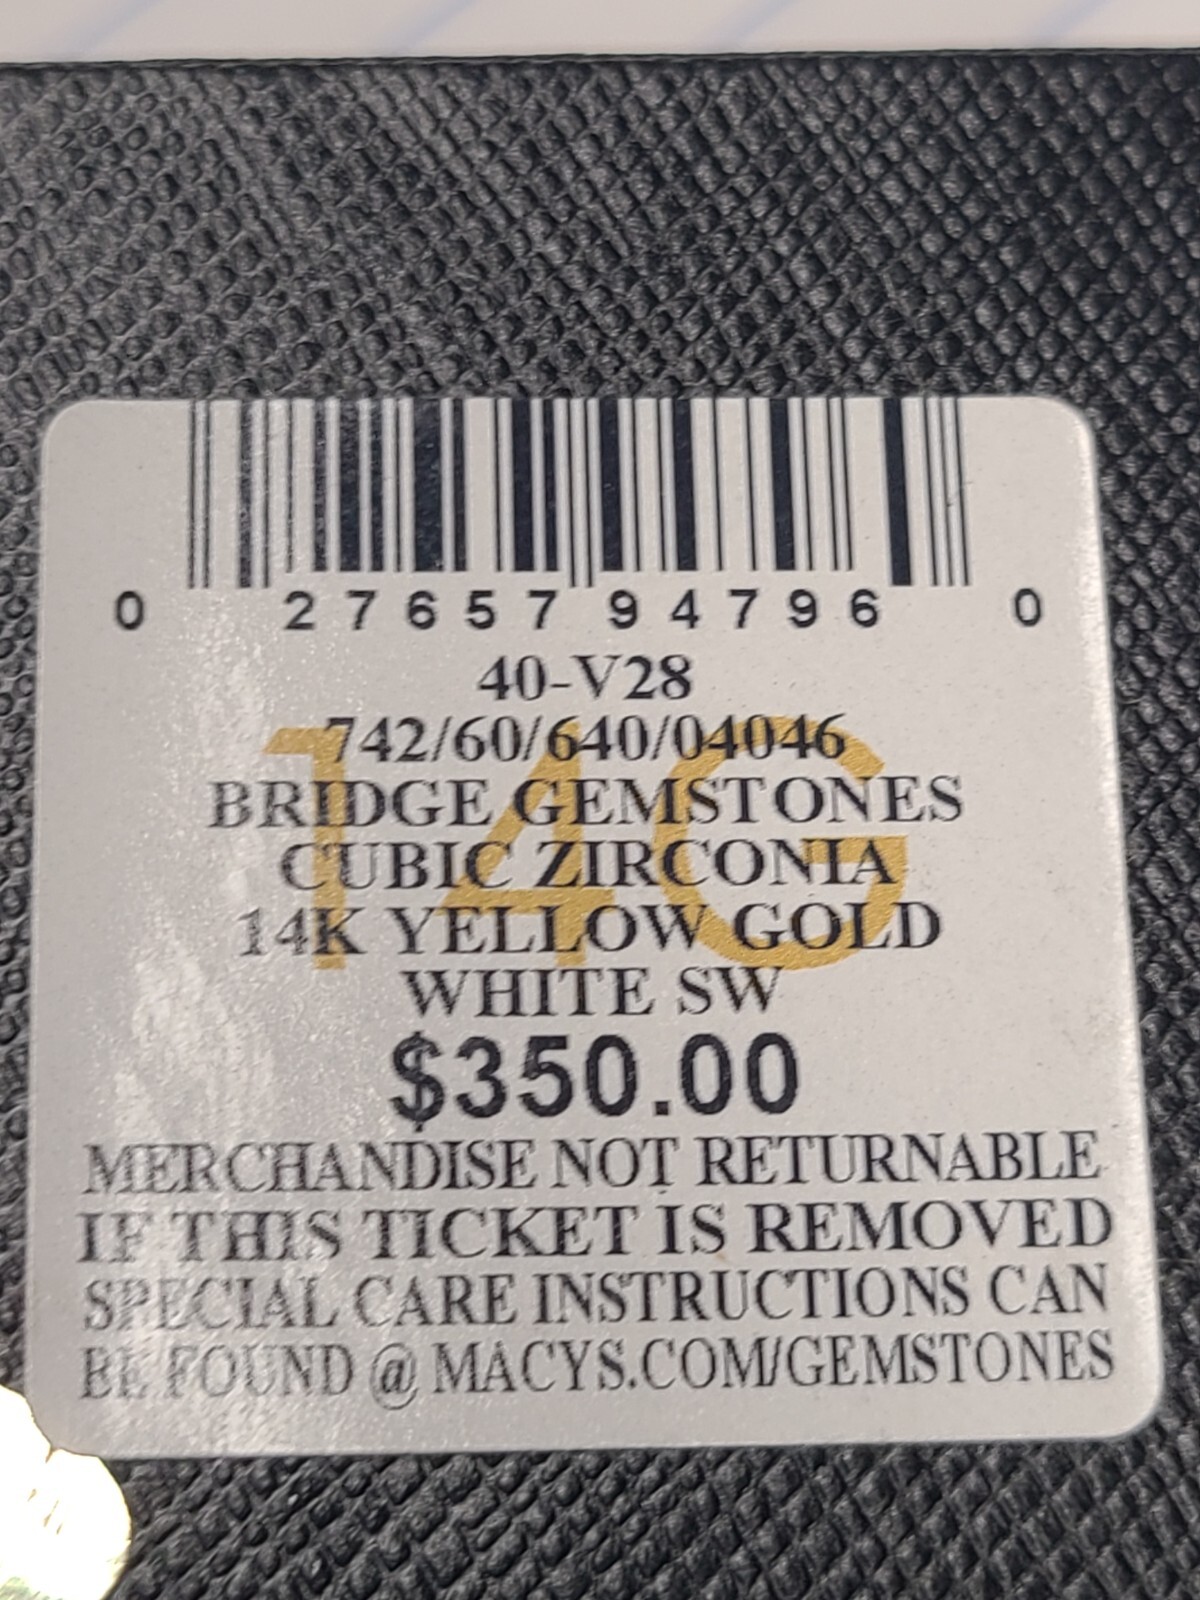 0 27657 94796 0
40-V28
742/60/640/04046
14G
BRIDGE GEMSTONES
CUBIC ZIRCONIA
14K YELLOW GOLD
WHITE SW
$350.00
MERCHANDISE NOT RETURNABLE
IF THIS TICKET IS REMOVED
SPECIAL CARE INSTRUCTIONS CAN
BE FOUND @ MACYS.COM/GEMSTONES